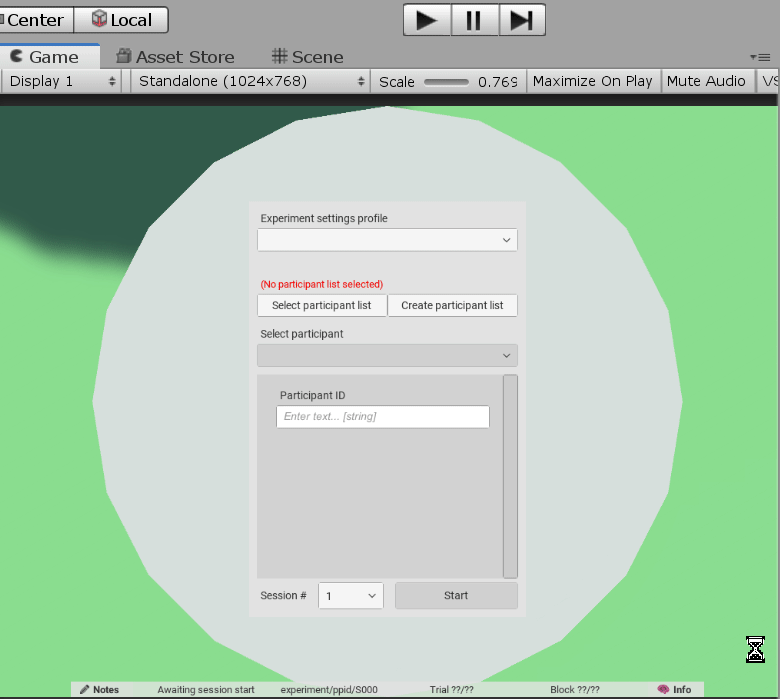 Center Local
Game Asset Store Scene
Display 1 Standalone (1024x768) Scale 0.769 Maximize On Play Mute Audio VS
Experiment settings profile
(No participant list selected)
Select participant list Create participant list
Select participant
Participant ID
Enter text... [string]
Session # 1 Start
Notes Awaiting session start experiment/ppid/S000 Trial ??/?? Block ??/?? Info